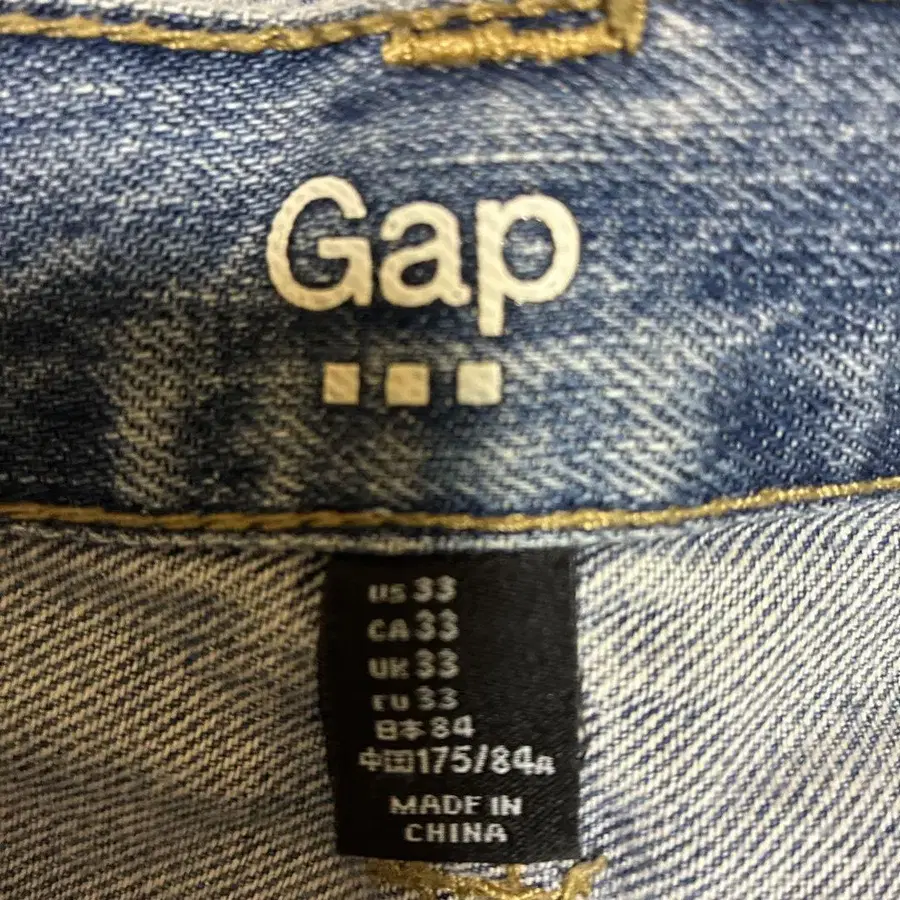 Gap
US 33
CA 33
UK 33
EU 33
日本 84
中国 175/84A
MADE IN
CHINA